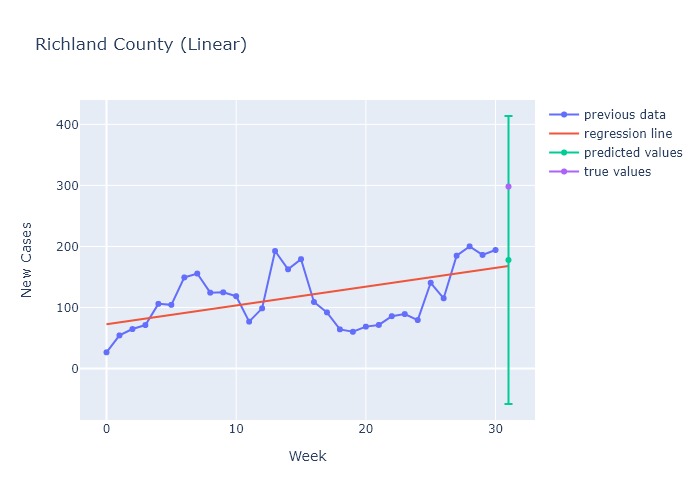 Richland County (Linear)
previous data
regression line
predicted values
true values
400
300
200
100
0
New Cases
0
10
20
30
Week